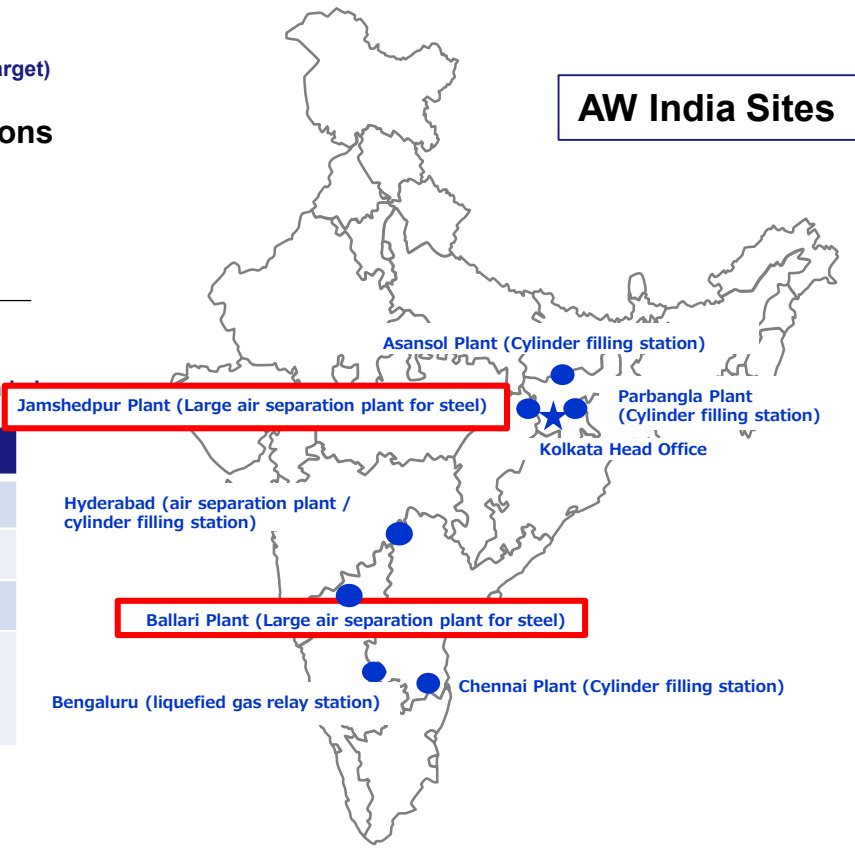 arget)
AW India Sites
ons
Asansol Plant (Cylinder filling station)
Jamshedpur Plant (Large air separation plant for steel)
Parbangla Plant
(Cylinder filling station)
Kolkata Head Office
Hyderabad (air separation plant /
cylinder filling station)
Ballari Plant (Large air separation plant for steel)
Chennai Plant (Cylinder filling station)
Bengaluru (liquefied gas relay station)